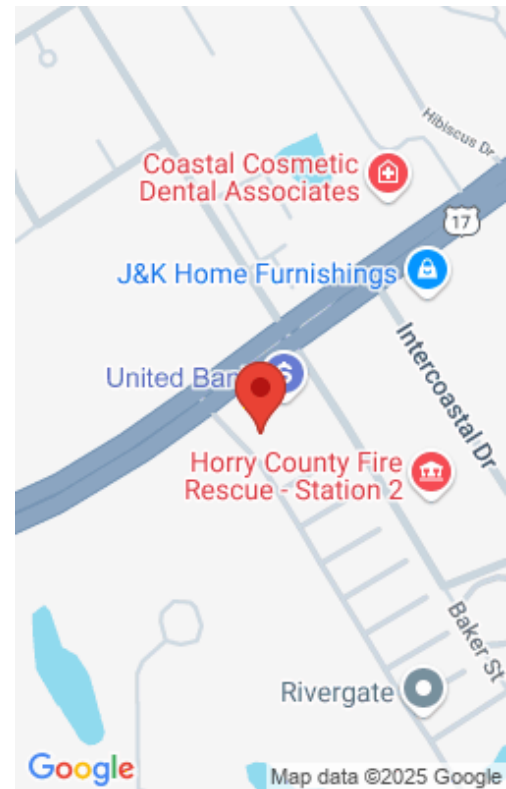 Hibiscus Dr
Coastal Cosmetic
Dental Associates
17
J&K Home Furnishings
Intercoastal Dr
United Ban
Horry County Fire
Rescue - Station 2
Baker St
Rivergate
Google
Map data ©2025 Google